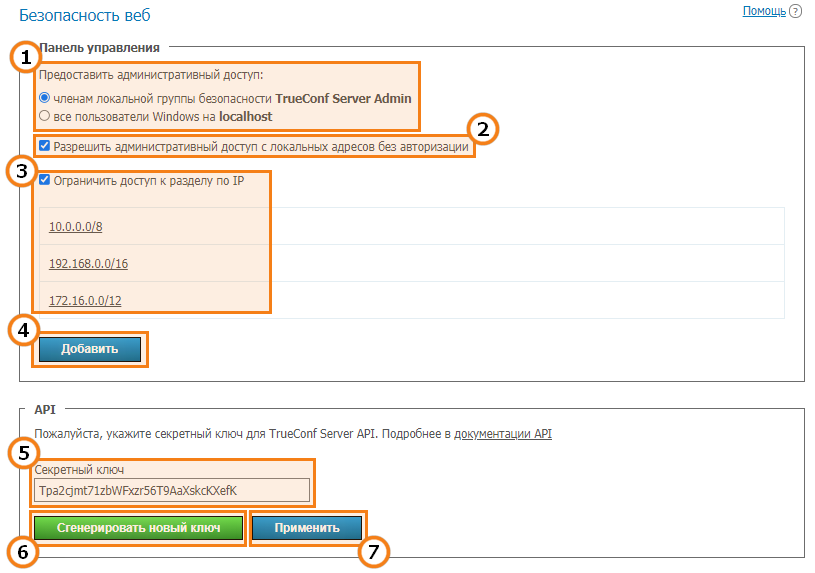 Безопасность веб
Помощь ?
Панель управления
1
Предоставить административный доступ:
членам локальной группы безопасности TrueConf Server Admin
все пользователи Windows на localhost
2
Разрешить административный доступ с локальных адресов без авторизации
3
Ограничить доступ к разделу по IP
10.0.0.0/8
192.168.0.0/16
172.16.0.0/12
4
Добавить
API
Пожалуйста, укажите секретный ключ для TrueConf Server API. Подробнее в документации API
5
Секретный ключ
Tpa2cjmt71zbWFxzr56T9AaXskcKXefK
Сгенерировать новый ключ
Применить
6
7